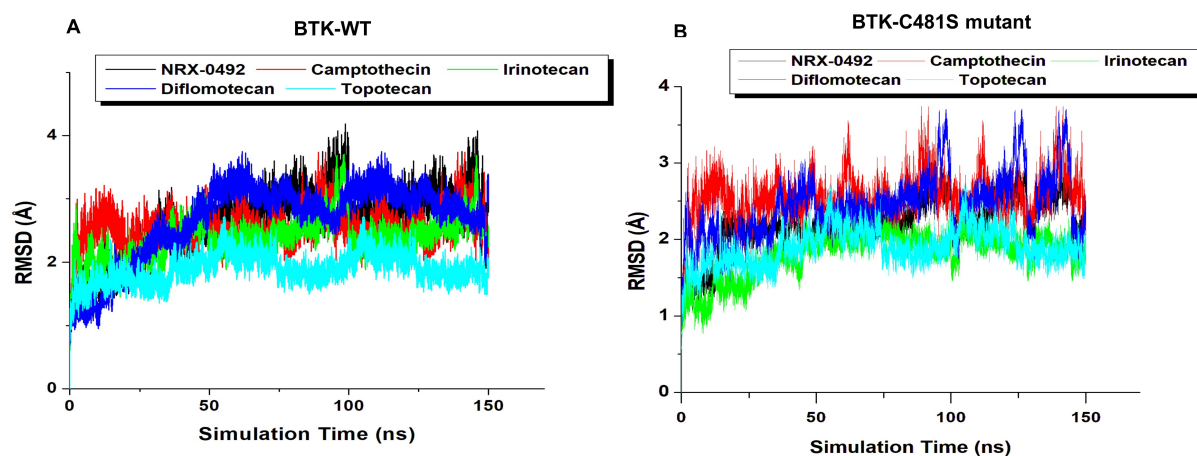 A
BTK-WT
NRX-0492 Camptothecin Irinotecan
Diflomotecan Topotecan
RMSD (Å)
4
2
0
0 50 100 150
Simulation Time (ns)
B
BTK-C481S mutant
NRX-0492 Camptothecin Irinotecan
Diflomotecan Topotecan
RMSD (Å)
4
3
2
1
0
0 50 100 150
Simulation Time (ns)